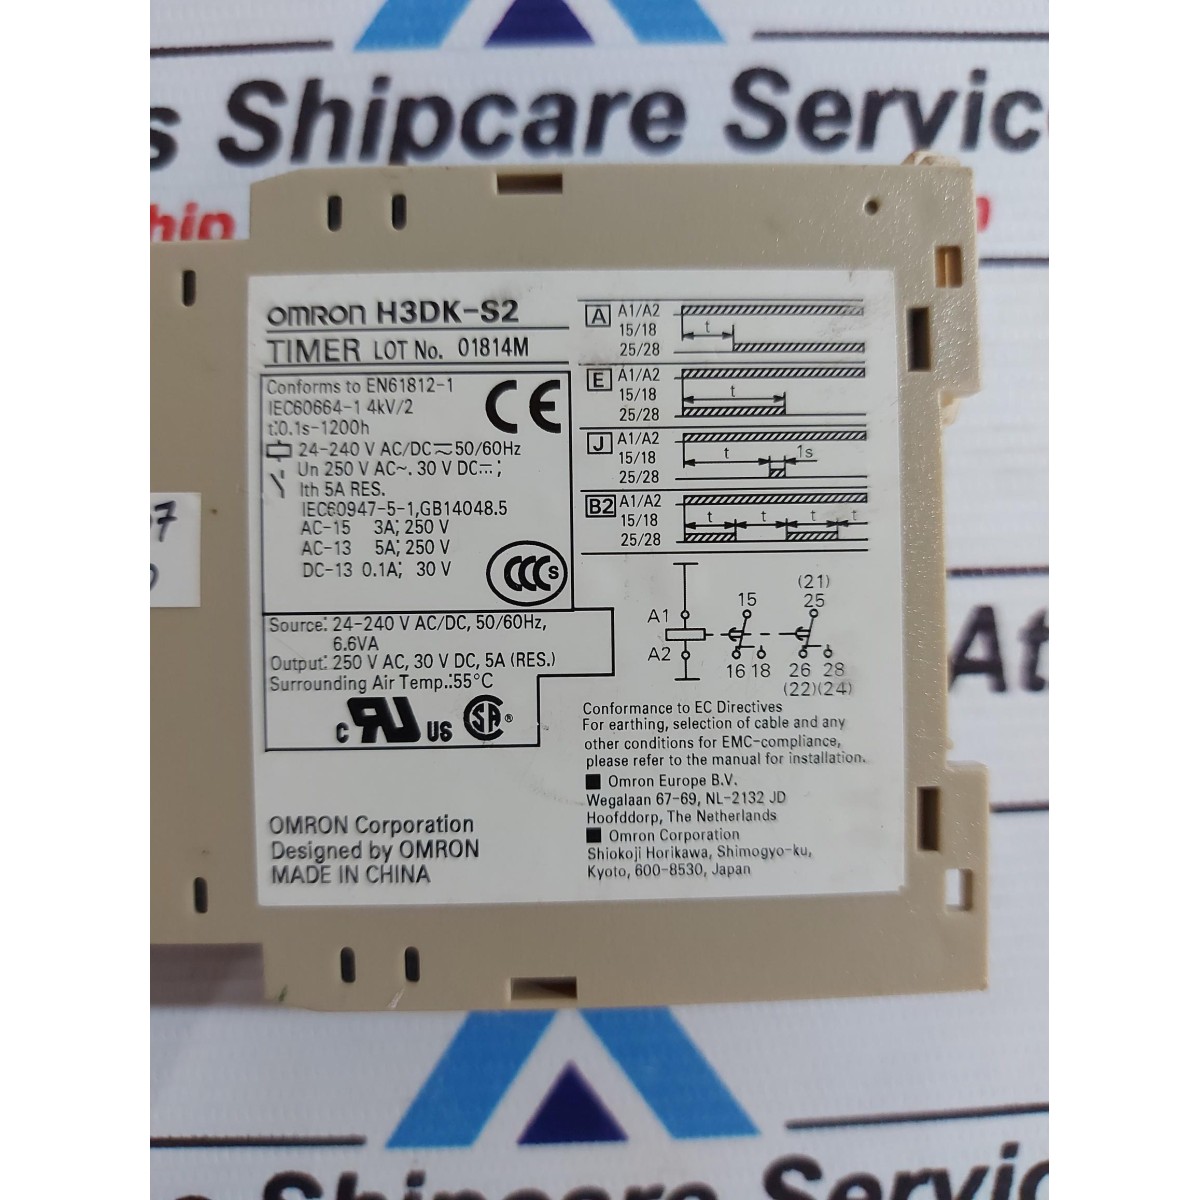 s Shipcare Servic
hip
n
omron H3DK-S2
TIMER LOT No. 01814M
Conforms to EN61812-1
IEC60664-1 4kV/2
t:0.1s-1200h
24-240 V AC/DC⎓50/60Hz
Un 250 V AC~. 30 V DC⎓;
Ith 5A RES.
IEC60947-5-1,GB14048.5
AC-15 3A; 250 V
AC-13 5A; 250 V
DC-13 0.1A; 30 V
CE
CCC S
Source: 24-240 V AC/DC, 50/60Hz,
6.6VA
Output: 250 V AC, 30 V DC, 5A (RES.)
Surrounding Air Temp.:55°C
c RU US SA ®
OMRON Corporation
Designed by OMRON
MADE IN CHINA
A A1/A2
15/18 t
25/28
E A1/A2
15/18 t
25/28
J A1/A2
15/18 t 1s
25/28
B2 A1/A2
15/18 t t t t
25/28
(21)
15 25
A1
A2
16 18 26 28
(22)(24)
Conformance to EC Directives
For earthing, selection of cable and any
other conditions for EMC-compliance,
please refer to the manual for installation.
■ Omron Europe B.V.
Wegalaan 67-69, NL-2132 JD
Hoofddorp, The Netherlands
■ Omron Corporation
Shiokoji Horikawa, Shimogyo-ku,
Kyoto, 600-8530, Japan
7
At